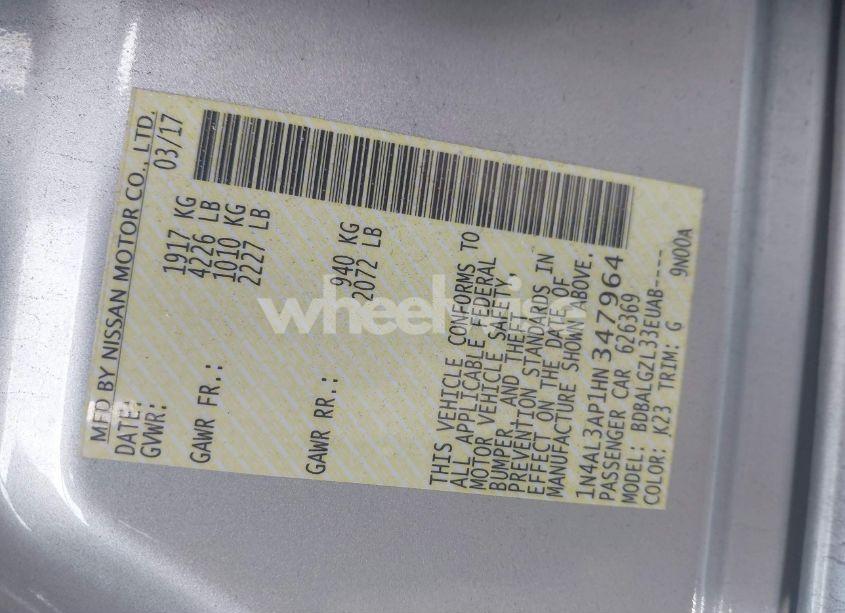 MFD BY NISSAN MOTOR CO., LTD.
DATE: 03/17
GVWR: 1917 KG
4226 LB
GAWR FR.: 1010 KG
2227 LB
GAWR RR.: 940 KG
2072 LB
THIS VEHICLE CONFORMS TO
ALL APPLICABLE FEDERAL
MOTOR VEHICLE SAFETY,
BUMPER, AND THEFT
PREVENTION STANDARDS IN
EFFECT ON THE DATE OF
MANUFACTURE SHOWN ABOVE.
1N4AL3AP1HN347964
PASSENGER CAR 626369
MODEL: BDBALGZL33EUAB----
COLOR: K23 TRIM: G 9N00A